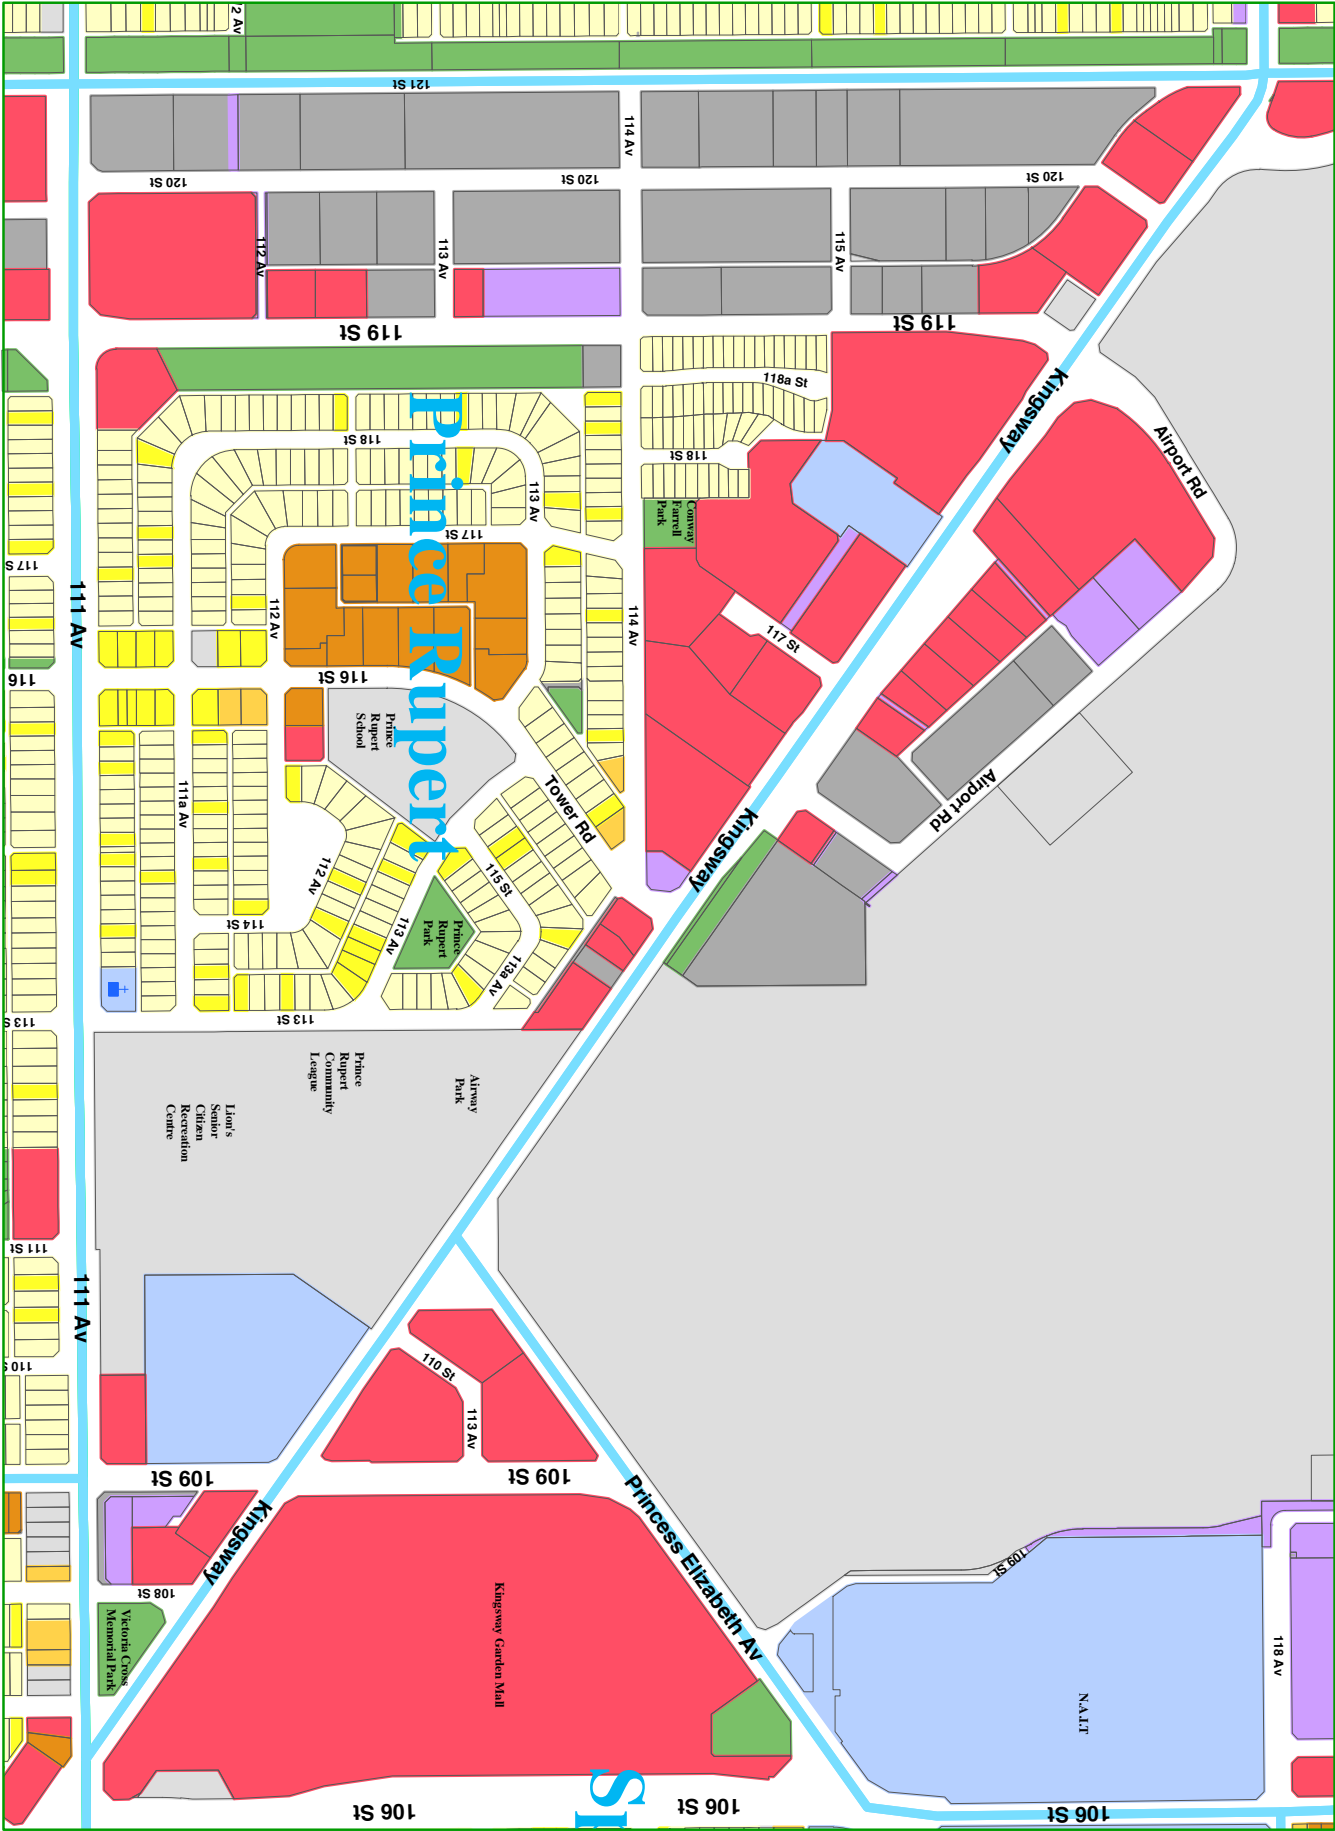 2 Av
121 St
114 Av
120 St
120 St
120 St
112 Av
113 Av
115 Av
119 St
119 St
118a St
Kingsway
Airport Rd
118 St
118 St
Prince Rupert
113 Av
117 St
Conway
Farrell
Park
117 S
111 Av
112 Av
114 Av
117 St
116
116 St
Prince
Rupert
School
Tower Rd
Airport Rd
111a Av
Kingsway
112 Av
115 St
114 St
113 Av
Prince
Rupert
Park
113a Av
113 S
113 St
Prince
Rupert
Community
League
Airway
Park
Lion's
Senior
Citizen
Recreation
Centre
111 St
111 Av
110 S
110 St
113 Av
109 St
109 St
Kingsway
Princess Elizabeth Av
109 St
108 St
Victoria Cross
Memorial Park
Kingsway Garden Mall
N.A.I.T
118 Av
106 St
106 St
106 St
Sp